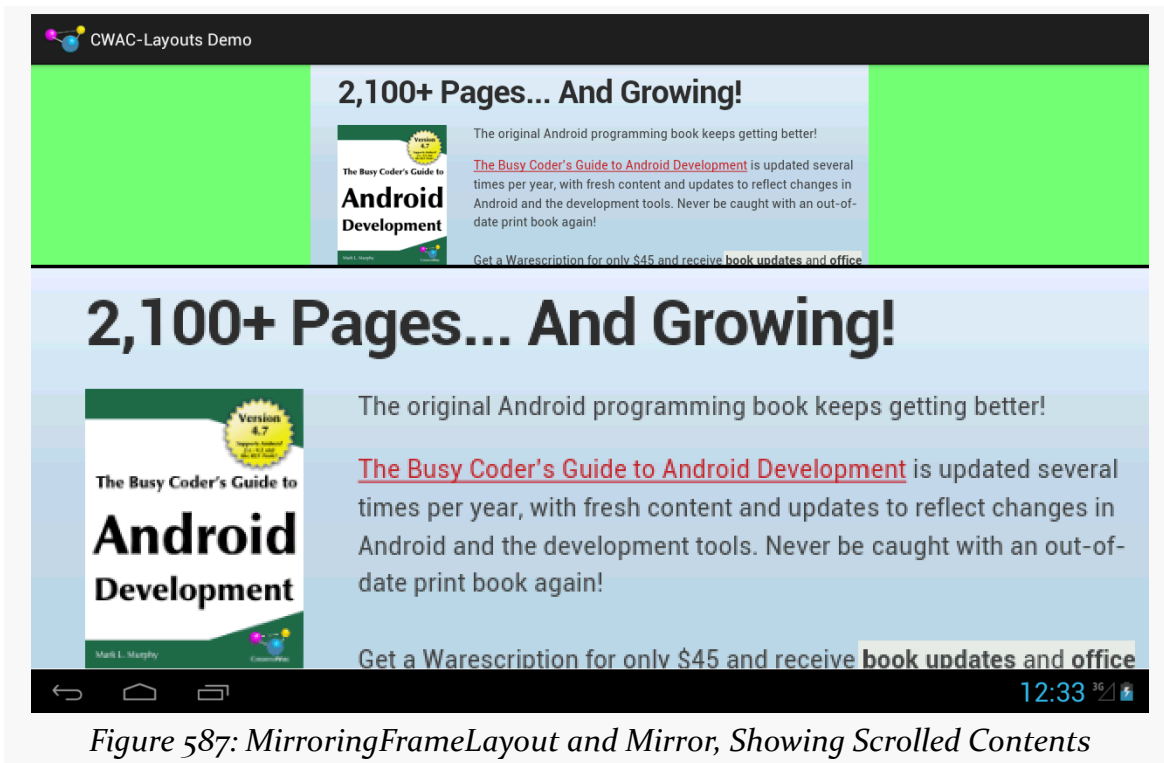 CWAC-Layouts Demo
2,100+ Pages... And Growing!
Version
4.7
The Busy Coder's Guide to
Android
Development
Mark L. Murphy
The original Android programming book keeps getting better!
The Busy Coder's Guide to Android Development is updated several
times per year, with fresh content and updates to reflect changes in
Android and the development tools. Never be caught with an out-of-
date print book again!
Get a Warescription for only $45 and receive book updates and office
2,100+ Pages... And Growing!
Version
4.7
The Busy Coder's Guide to
Android
Development
Mark L. Murphy
CommonsWare
The original Android programming book keeps getting better!
The Busy Coder's Guide to Android Development is updated several
times per year, with fresh content and updates to reflect changes in
Android and the development tools. Never be caught with an out-of-
date print book again!
Get a Warescription for only $45 and receive book updates and office
12:33 3G
Figure 587: MirroringFrameLayout and Mirror, Showing Scrolled Contents